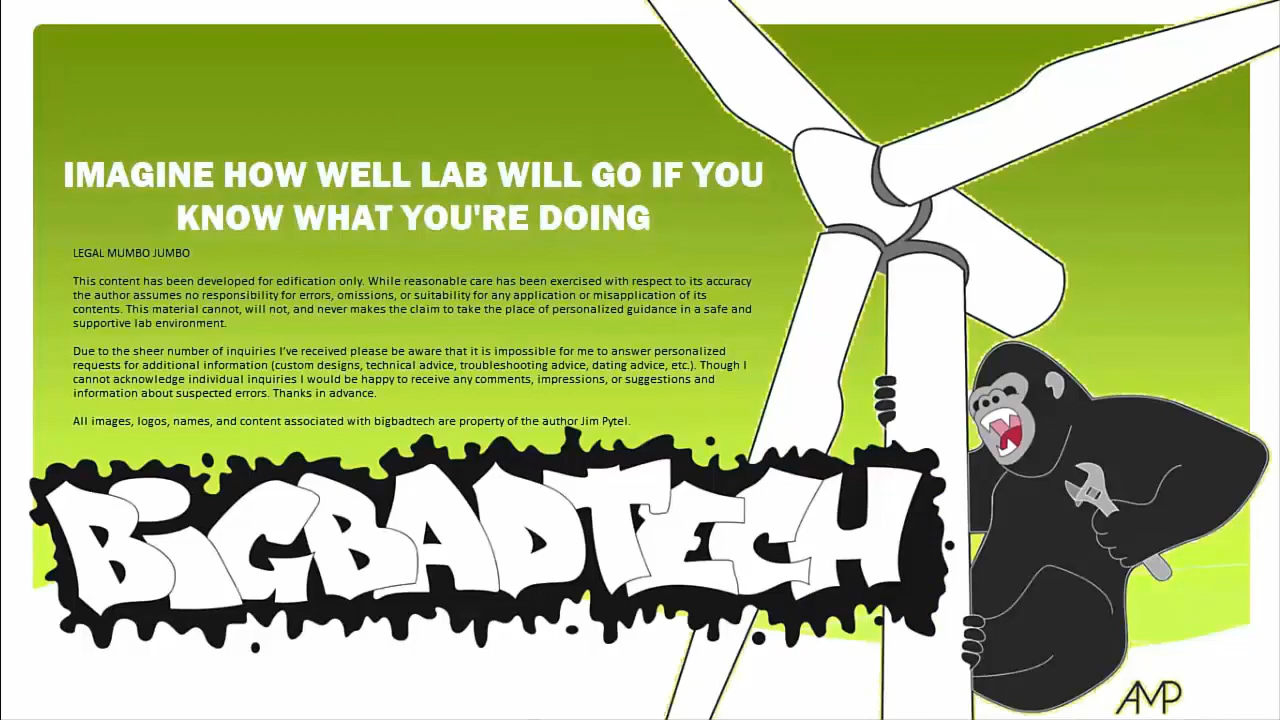 IMAGINE HOW WELL LAB WILL GO IF YOU
KNOW WHAT YOU'RE DOING
LEGAL MUMBO JUMBO
This content has been developed for edification only. While reasonable care has been exercised with respect to its accuracy
the author assumes no responsibility for errors, omissions, or suitability for any application or misapplication of its
contents. This material cannot, will not, and never makes the claim to take the place of personalized guidance in a safe and
supportive lab environment.
Due to the sheer number of inquiries I've received please be aware that it is impossible for me to answer personalized
requests for additional information (custom designs, technical advice, troubleshooting advice, dating advice, etc.). Though I
cannot acknowledge individual inquiries I would be happy to receive any comments, impressions, or suggestions and
information about suspected errors. Thanks in advance.
All images, logos, names, and content associated with bigbadtech are property of the author Jim Pytel.
BiGBADTECH
AMP